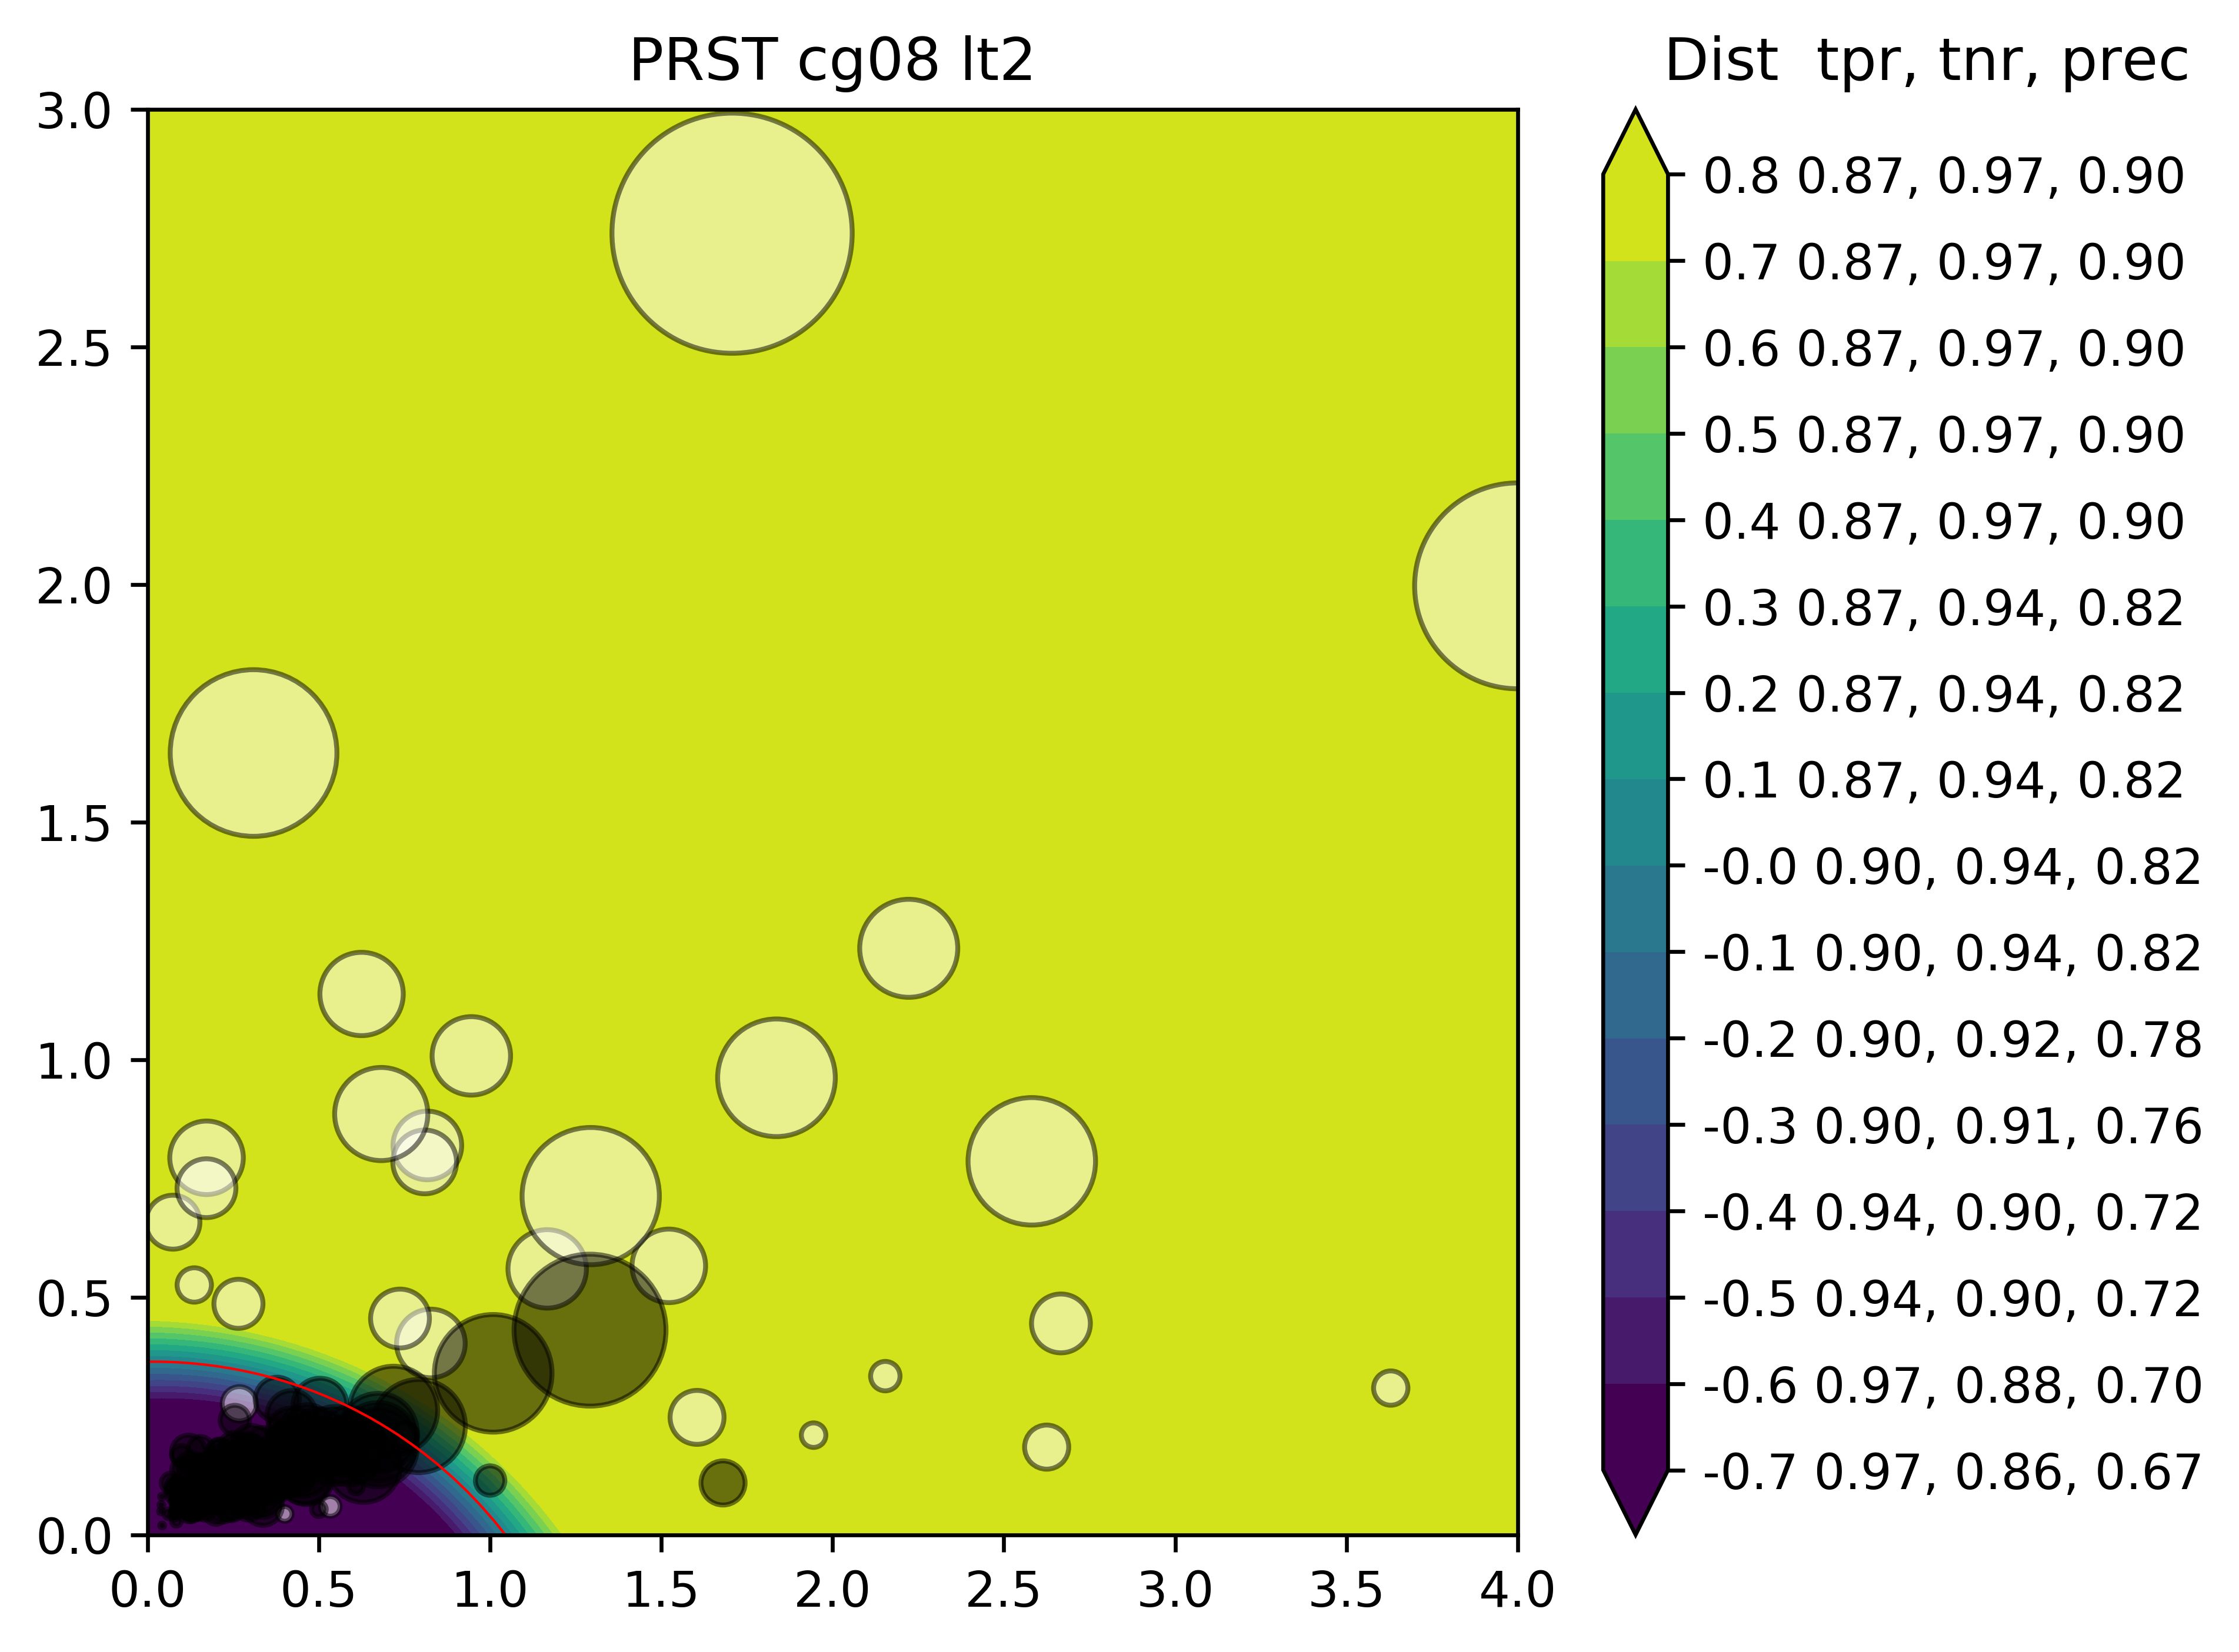 PRST cg08 lt2
Dist tpr, tnr, prec
3.0
2.5
2.0
1.5
1.0
0.5
0.0
0.0 0.5 1.0 1.5 2.0 2.5 3.0 3.5 4.0
0.8 0.87, 0.97, 0.90
0.7 0.87, 0.97, 0.90
0.6 0.87, 0.97, 0.90
0.5 0.87, 0.97, 0.90
0.4 0.87, 0.97, 0.90
0.3 0.87, 0.94, 0.82
0.2 0.87, 0.94, 0.82
0.1 0.87, 0.94, 0.82
-0.0 0.90, 0.94, 0.82
-0.1 0.90, 0.94, 0.82
-0.2 0.90, 0.92, 0.78
-0.3 0.90, 0.91, 0.76
-0.4 0.94, 0.90, 0.72
-0.5 0.94, 0.90, 0.72
-0.6 0.97, 0.88, 0.70
-0.7 0.97, 0.86, 0.67